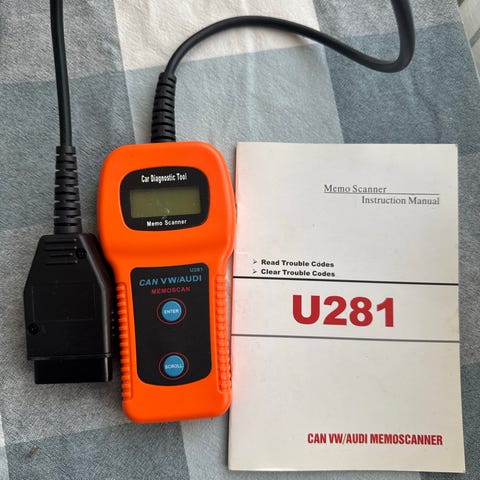 Car Diagnostic Tool
Memo Scanner
U281
CAN VW/AUDI
MEMOSCAN
ENTER
SCROLL
Memo Scanner
Instruction Manual
➢ Read Trouble Codes
➢ Clear Trouble Codes
U281
CAN VW/AUDI MEMOSCANNER